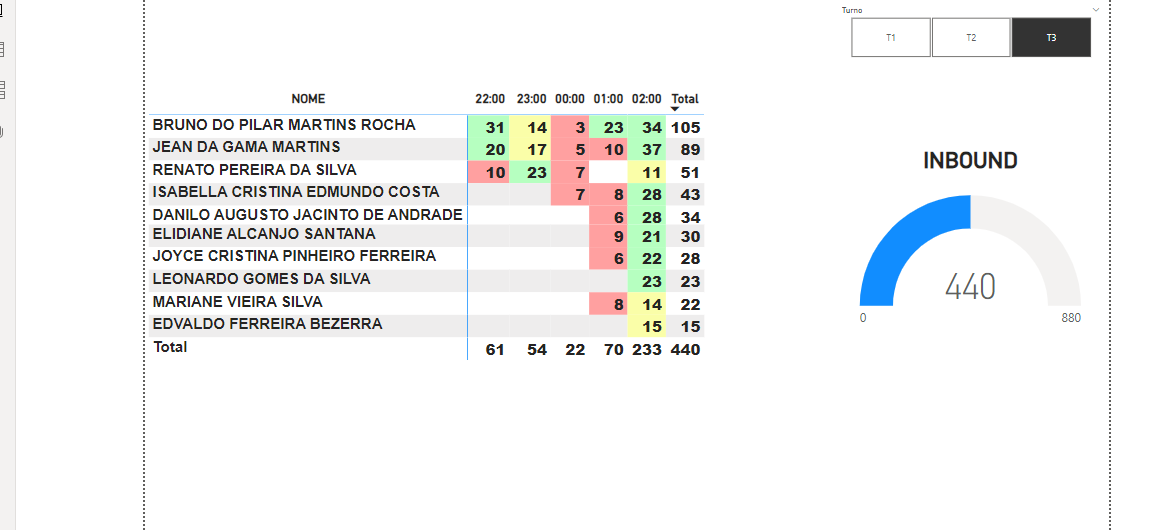 Turno
T1 T2 T3
NOME 22:00 23:00 00:00 01:00 02:00 Total
BRUNO DO PILAR MARTINS ROCHA 31 14 3 23 34 105
JEAN DA GAMA MARTINS 20 17 5 10 37 89
RENATO PEREIRA DA SILVA 10 23 7 11 51
ISABELLA CRISTINA EDMUNDO COSTA 7 8 28 43
DANILO AUGUSTO JACINTO DE ANDRADE 6 28 34
ELIDIANE ALCANJO SANTANA 9 21 30
JOYCE CRISTINA PINHEIRO FERREIRA 6 22 28
LEONARDO GOMES DA SILVA 23 23
MARIANE VIEIRA SILVA 8 14 22
EDVALDO FERREIRA BEZERRA 15 15
Total 61 54 22 70 233 440
INBOUND
440
0 880